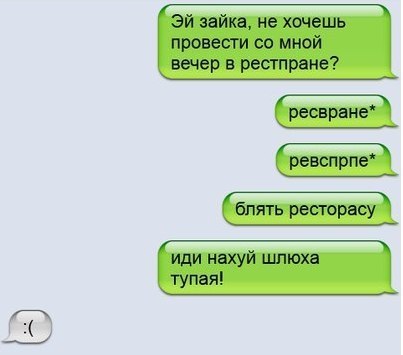 Эй зайка, не хочешь
провести со мной
вечер в рестпране?
ресвране*
ревспрпе*
блять ресторасу
иди нахуй шлюха
тупая!
:(